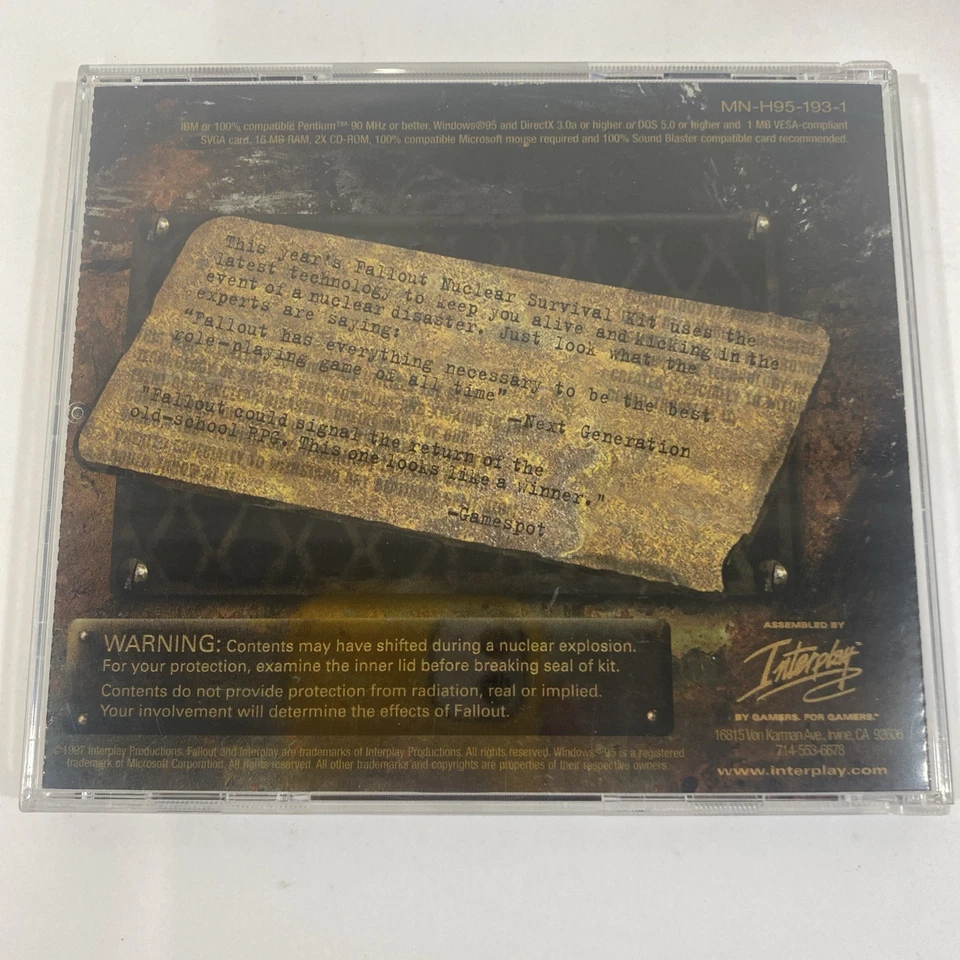 MN-H95-193-1
IBM or 100% compatible Pentium™ 90 MHz or better, Windows®95 and DirectX 3.0a or higher or DOS 5.0 or higher and 1 MB VESA-compliant
SVGA card, 16 MB RAM, 2X CD-ROM, 100% compatible Microsoft mouse required and 100% Sound Blaster compatible card recommended.
This year's Fallout Nuclear Survival Kit uses the
latest technology to keep you alive and kicking in the
event of a nuclear disaster. Just look what the
experts are saying:
"Fallout has everything necessary to be the best
role-playing game of all time"
—Next Generation
"Fallout could signal the return of the
old-school RPG. This one looks like a winner."
—Gamespot
WARNING: Contents may have shifted during a nuclear explosion.
For your protection, examine the inner lid before breaking seal of kit.
Contents do not provide protection from radiation, real or implied.
Your involvement will determine the effects of Fallout.
ASSEMBLED BY
Interplay™
BY GAMERS. FOR GAMERS.™
16815 Von Karman Ave., Irvine, CA 92606
714-553-6678
www.interplay.com
©1997 Interplay Productions. Fallout and Interplay are trademarks of Interplay Productions. All rights reserved. Windows®95 is a registered
trademark of Microsoft Corporation. All rights reserved. All other trademarks and copyrights are properties of their respective owners.